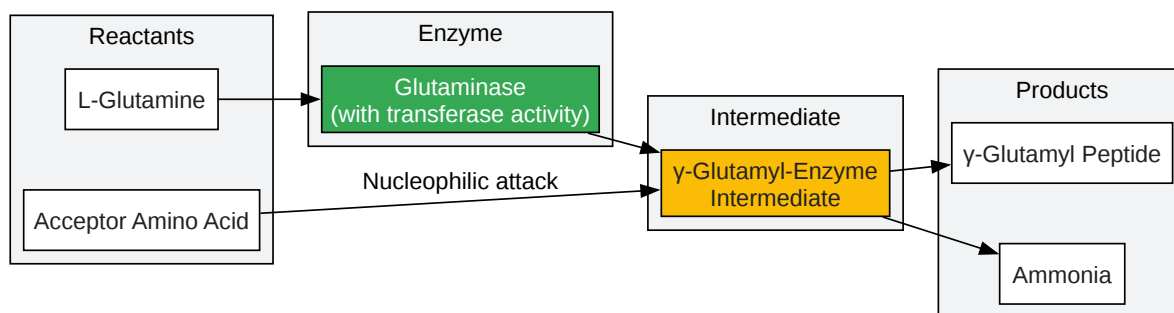 Reactants
L-Glutamine
Acceptor Amino Acid
Enzyme
Glutaminase
(with transferase activity)
Nucleophilic attack
Intermediate
γ-Glutamyl-Enzyme
Intermediate
Products
γ-Glutamyl Peptide
Ammonia